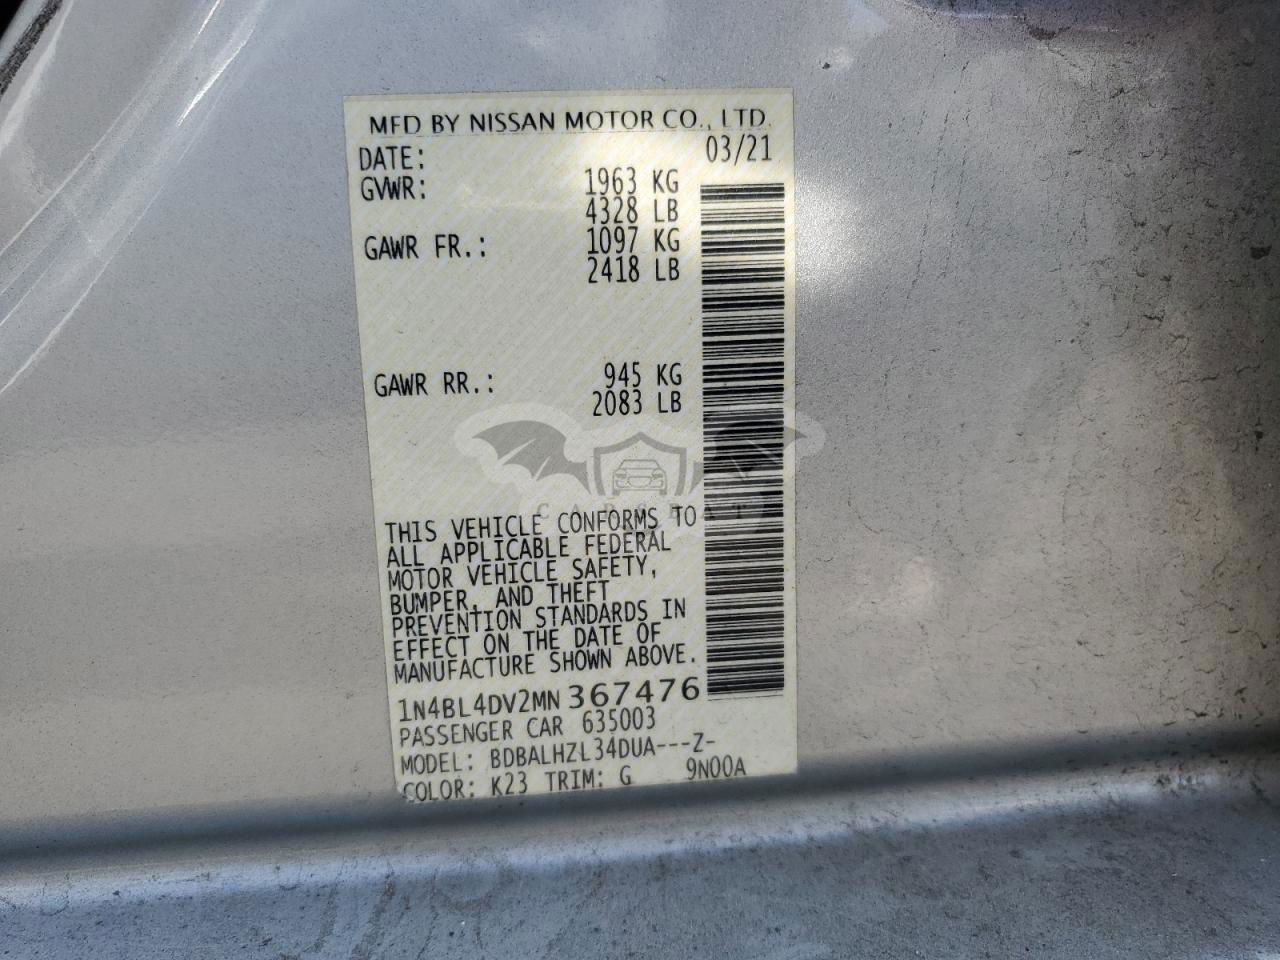 MFD BY NISSAN MOTOR CO., LTD.
DATE: 03/21
GVWR: 1963 KG
4328 LB
GAWR FR.: 1097 KG
2418 LB
GAWR RR.: 945 KG
2083 LB
THIS VEHICLE CONFORMS TO
ALL APPLICABLE FEDERAL
MOTOR VEHICLE SAFETY,
BUMPER, AND THEFT
PREVENTION STANDARDS IN
EFFECT ON THE DATE OF
MANUFACTURE SHOWN ABOVE.
1N4BL4DV2MN367476
PASSENGER CAR 635003
MODEL: BDBALHZL34DUA---Z-
COLOR: K23 TRIM: G 9N00A